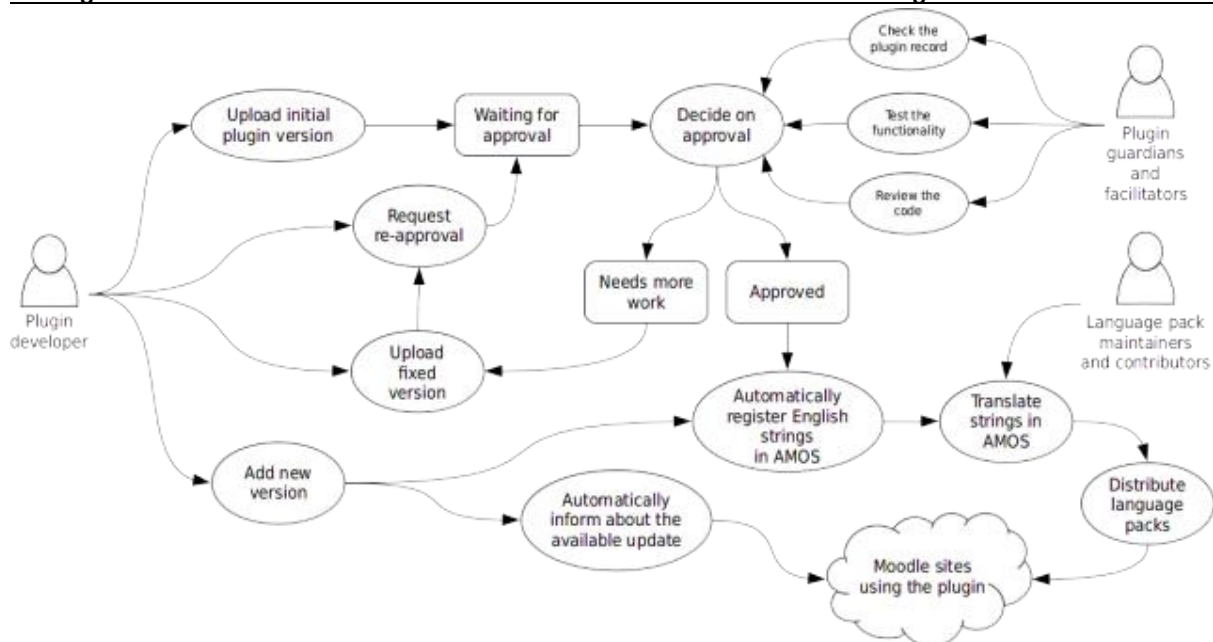 Check the
plugin record
Upload initial
plugin version
Waiting for
approval
Decide on
approval
Test the
functionality
Plugin
guardians
and
facilitators
Review the
code
Request
re-approval
Needs more
work
Approved
Plugin
developer
Language pack
maintainers
and contributors
Upload
fixed
version
Automatically
register English
strings
in AMOS
Translate
strings in
AMOS
Add new
version
Automatically
inform about the
available update
Distribute
language
packs
Moodle sites
using the plugin